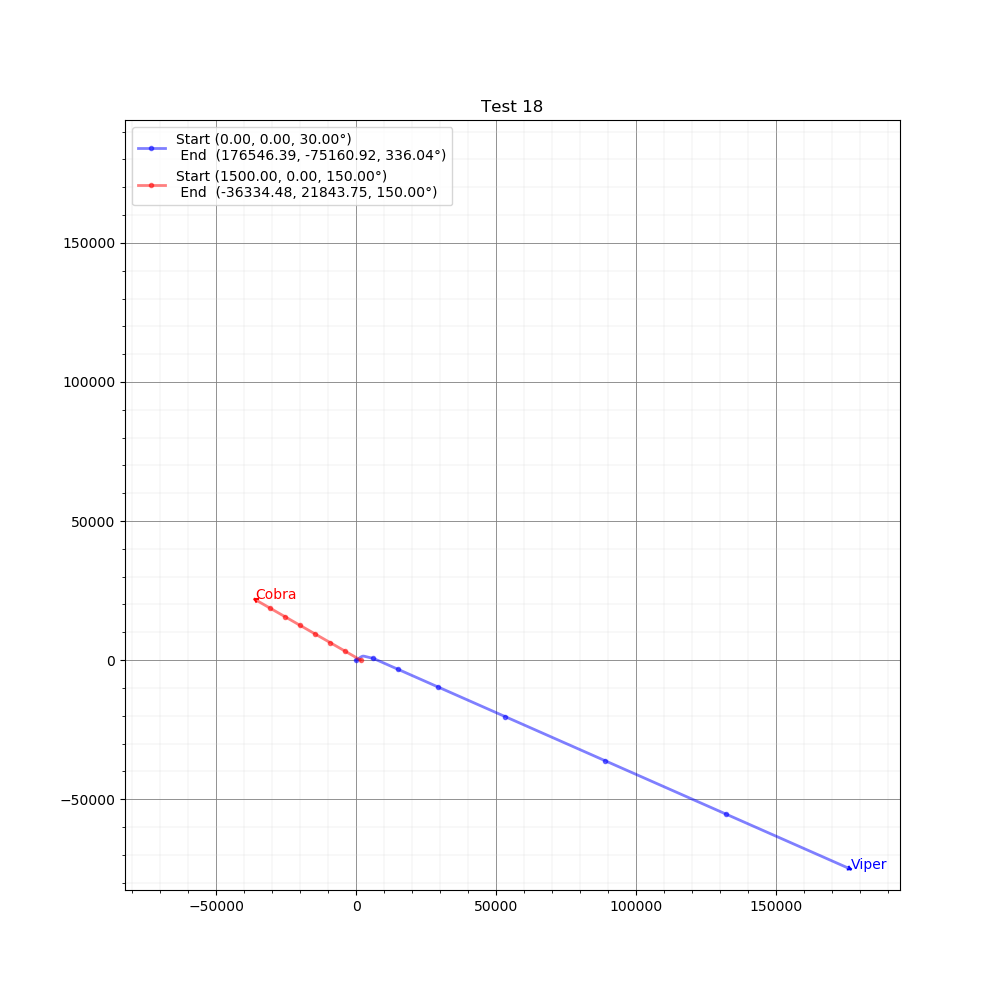 Test 18
Start (0.00, 0.00, 30.00°)
End (176546.39, -75160.92, 336.04°)
Start (1500.00, 0.00, 150.00°)
End (-36334.48, 21843.75, 150.00°)
150000
100000
50000
Cobra
0
−50000
Viper
−50000 0 50000 100000 150000